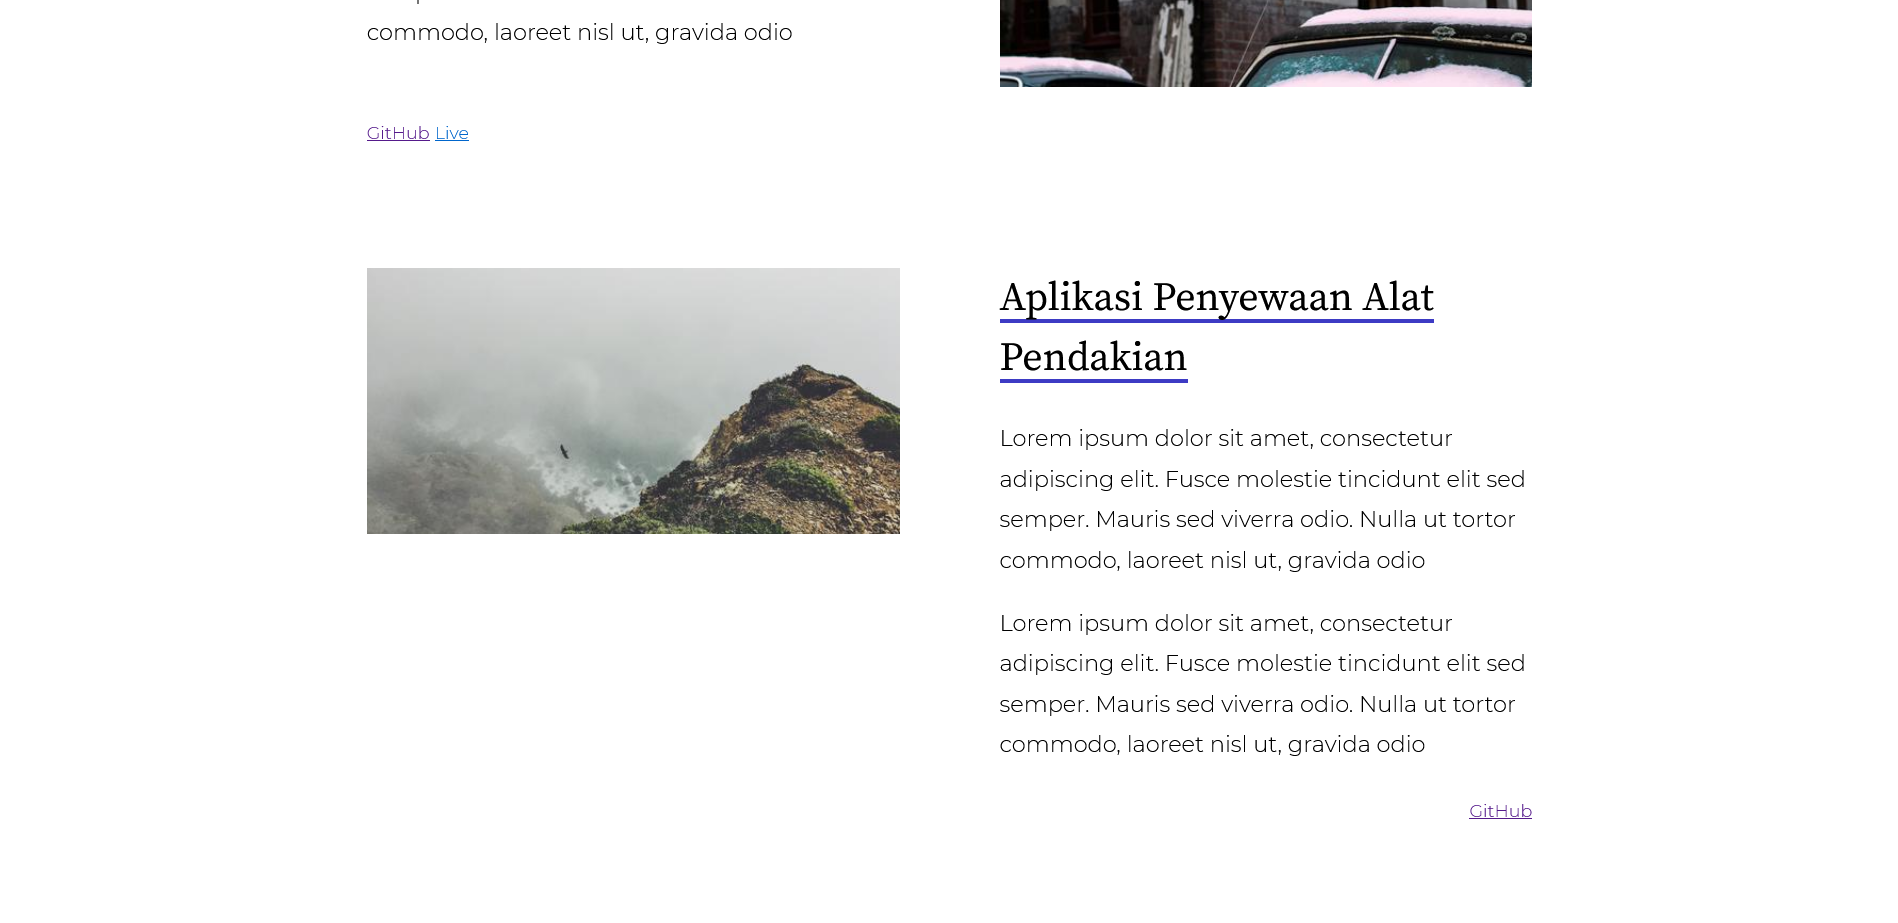 commodo, laoreet nisl ut, gravida odio
GitHub Live
Aplikasi Penyewaan Alat
Pendakian
Lorem ipsum dolor sit amet, consectetur
adipiscing elit. Fusce molestie tincidunt elit sed
semper. Mauris sed viverra odio. Nulla ut tortor
commodo, laoreet nisl ut, gravida odio
Lorem ipsum dolor sit amet, consectetur
adipiscing elit. Fusce molestie tincidunt elit sed
semper. Mauris sed viverra odio. Nulla ut tortor
commodo, laoreet nisl ut, gravida odio
GitHub